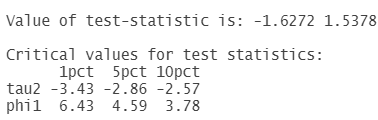 Value of test-statistic is: -1.6272 1.5378
Critical values for test statistics:
1pct 5pct 10pct
tau2 -3.43 -2.86 -2.57
phi1 6.43 4.59 3.78